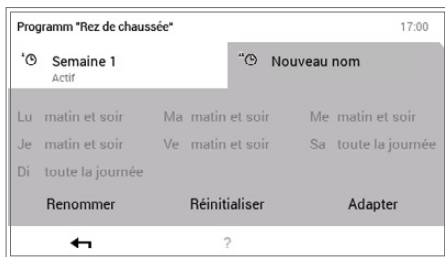 Programm "Rez de chaussée" 17:00
Semaine 1 Nouveau nom
Actif
Lu matin et soir Ma matin et soir Me matin et soir
Je matin et soir Ve matin et soir Sa toute la journée
Di toute la journée
Renommer Réinitialiser Adapter
?